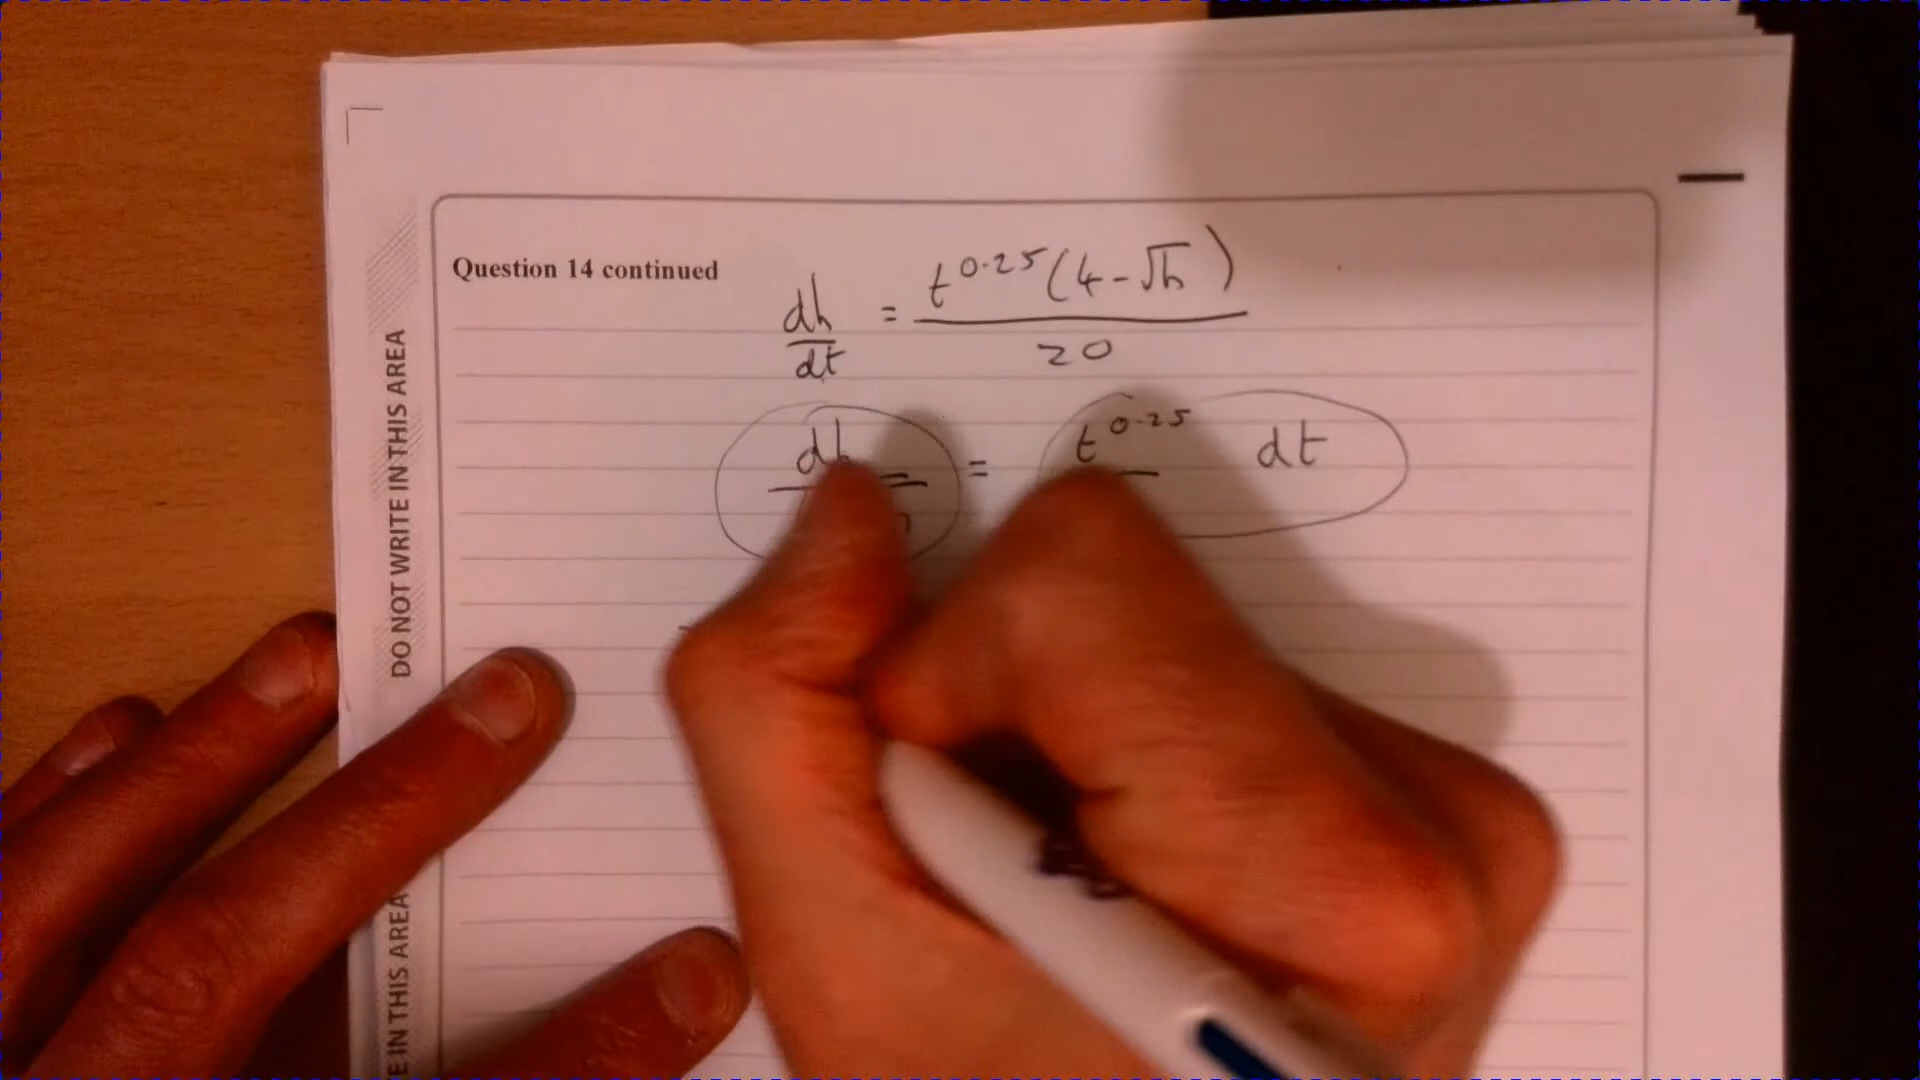 Question 14 continued
dh/dt = t^0.25(4-√h)/20
dh = t^0.25 dt
DO NOT WRITE IN THIS AREA
E IN THIS AREA